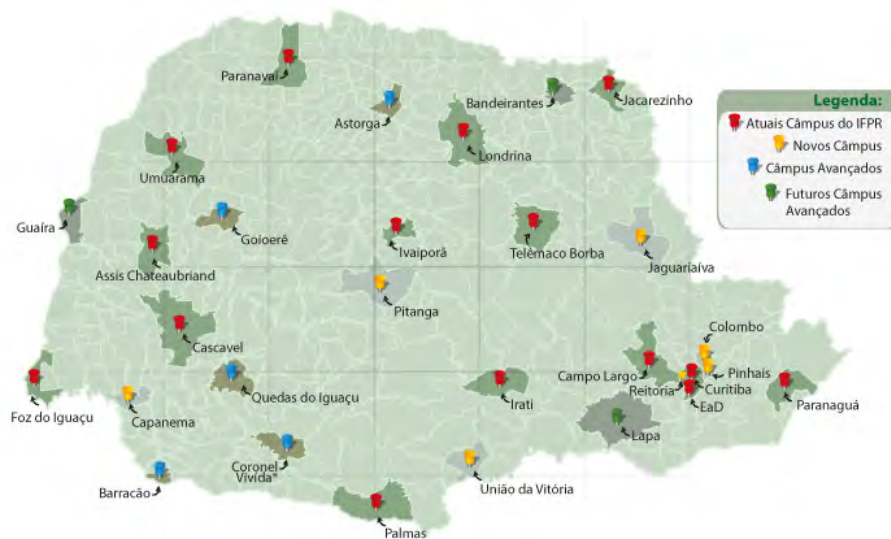 Paranavaí
Astorga
Bandeirantes
Jacarezinho
Londrina
Umuarama
Legenda:
Atuais Câmpus do IFPR
Novos Câmpus
Câmpus Avançados
Futuros Câmpus
Avançados
Guaíra
Goioerê
Ivaiporã
Telêmaco Borba
Jaguariaíva
Assis Chateaubriand
Pitanga
Cascavel
Colombo
Campo Largo
Pinhais
Reitoria
Curitiba
EaD
Paranaguá
Foz do Iguaçu
Capanema
Quedas do Iguaçu
Irati
Lapa
Coronel
Vivida*
Barracão
União da Vitória
Palmas